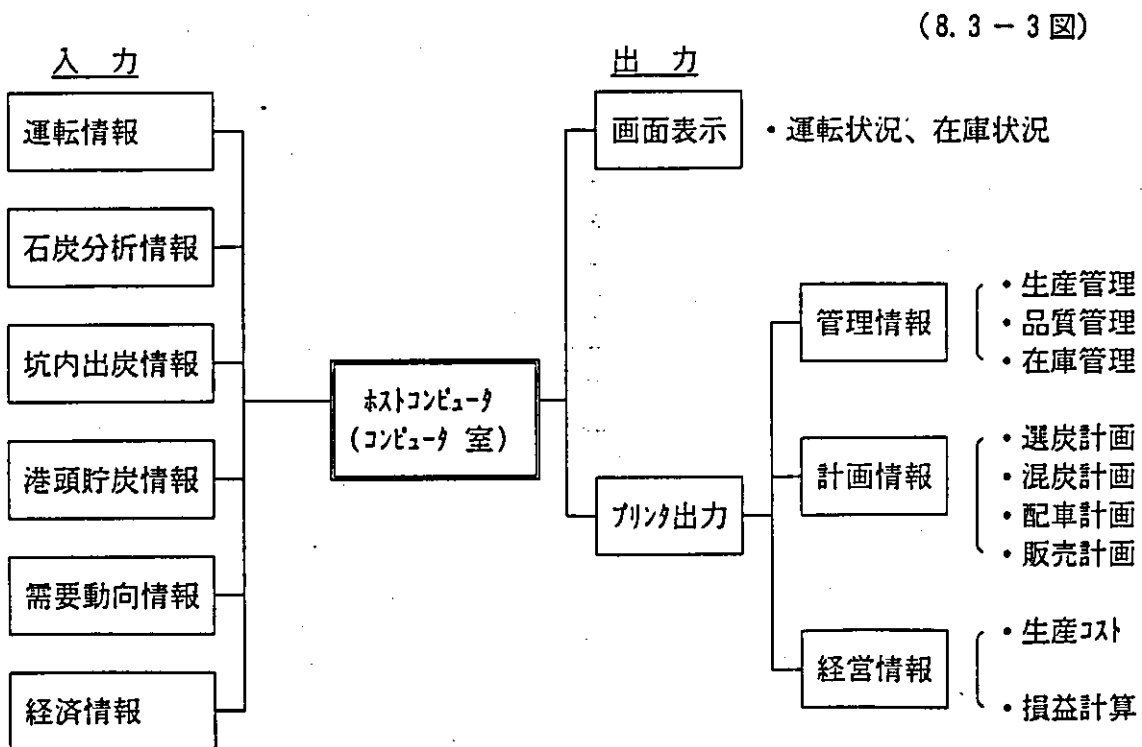 (8.3－3図)
入 力
出 力
運転情報
石炭分析情報
坑内出炭情報
港頭貯炭情報
需要動向情報
経済情報
ホストコンピュータ
(コンピュータ 室)
画面表示
・運転状況、在庫状況
プリンタ出力
管理情報
・生産管理
・品質管理
・在庫管理
計画情報
・選炭計画
・混炭計画
・配車計画
・販売計画
経営情報
・生産コスト
・損益計算